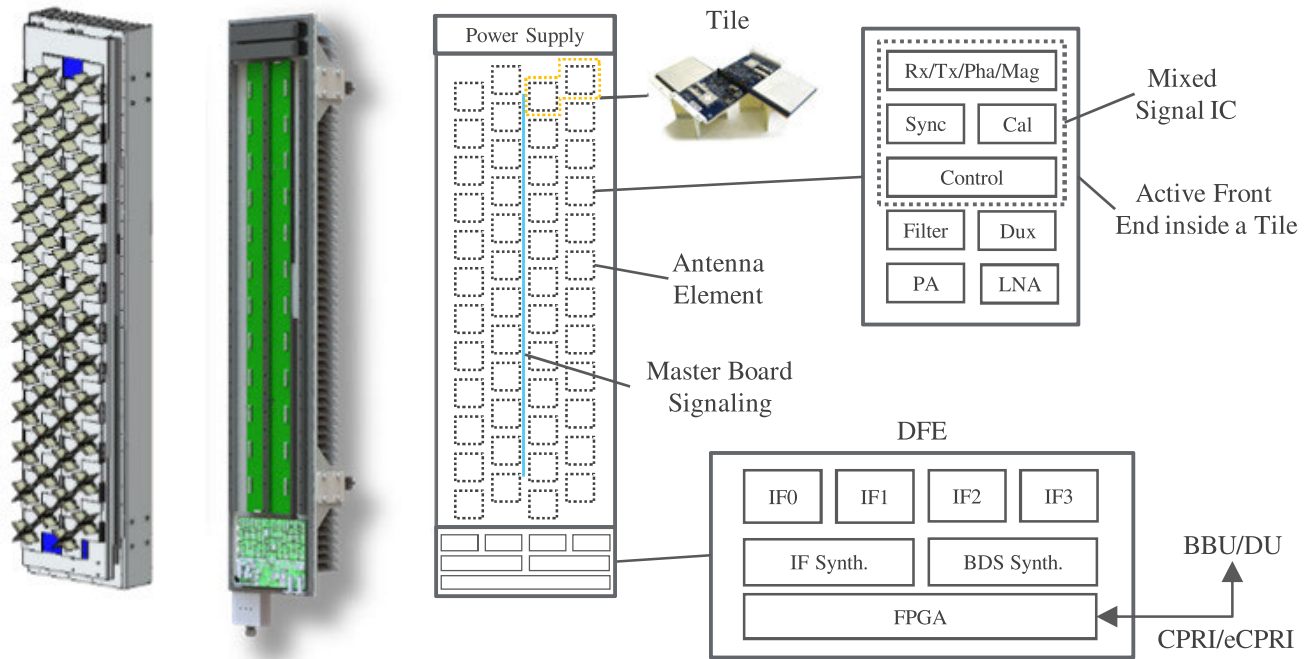 Power Supply
Tile
Rx/Tx/Pha/Mag
Sync
Cal
Control
Filter
Dux
PA
LNA
Mixed
Signal IC
Active Front
End inside a Tile
Antenna
Element
Master Board
Signaling
DFE
IF0
IF1
IF2
IF3
IF Synth.
BDS Synth.
FPGA
BBU/DU
CPRI/eCPRI